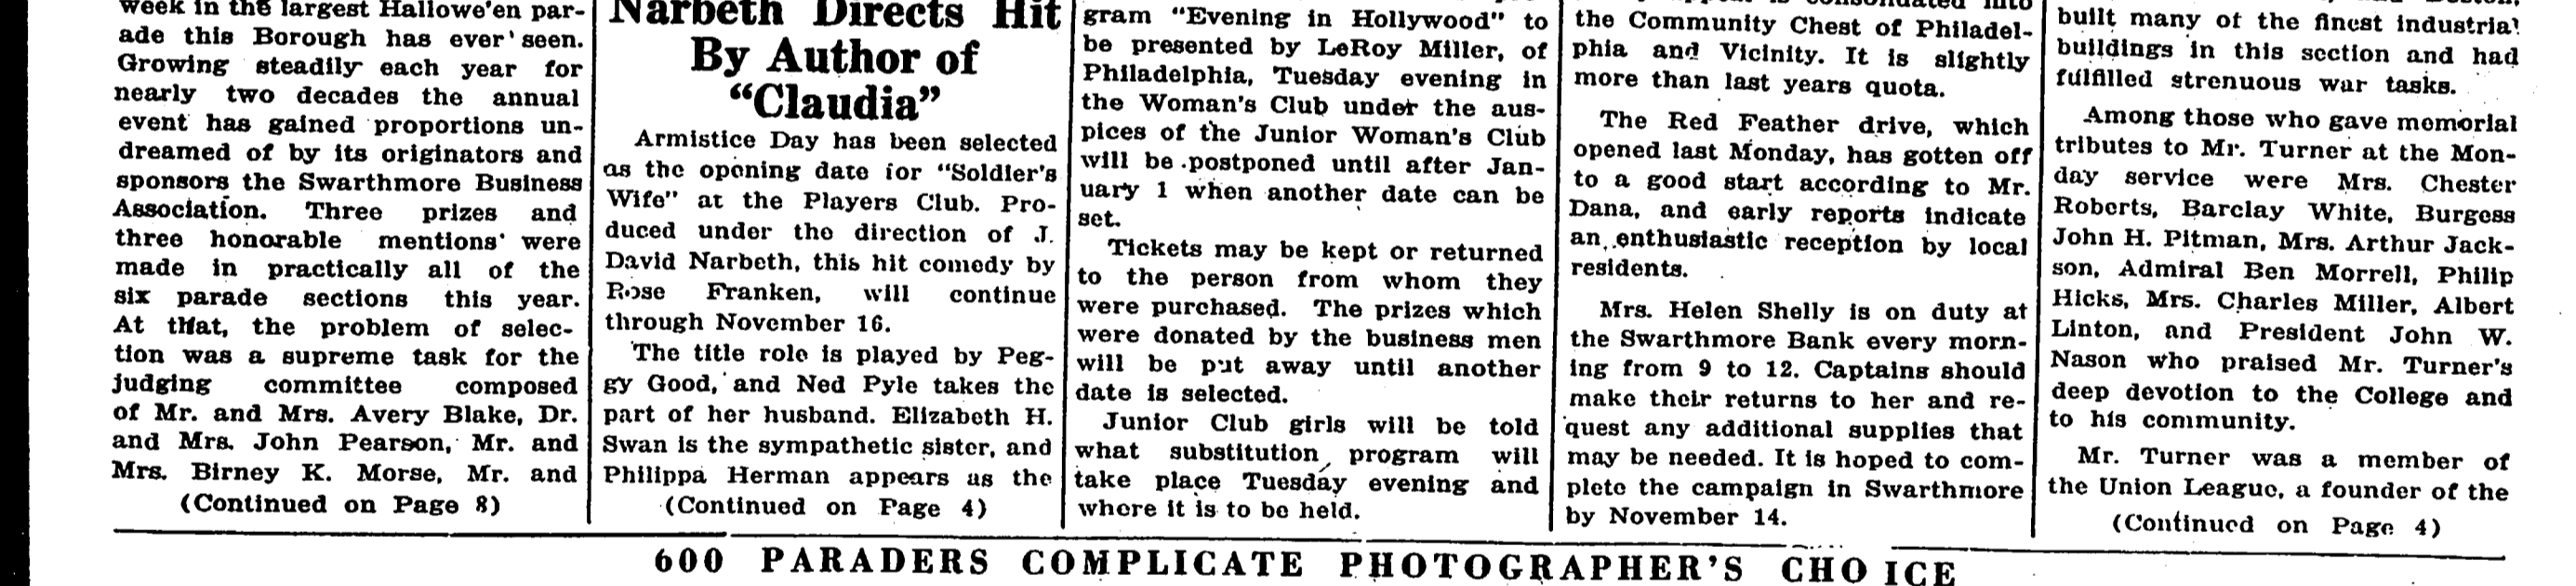 week in the largest Hallowe'en par-
ade this Borough has ever seen.
Growing steadily each year for
nearly two decades the annual
event has gained proportions un-
dreamed of by its originators and
sponsors the Swarthmore Business
Association. Three prizes and
three honorable mentions were
made in practically all of the
six parade sections this year.
At that, the problem of selec-
tion was a supreme task for the
judging committee composed
of Mr. and Mrs. Avery Blake, Dr.
and Mrs. John Pearson, Mr. and
Mrs. Birney K. Morse, Mr. and
(Continued on Page 8)
Narbeth Directs Hit
By Author of
"Claudia"
Armistice Day has been selected
as the opening date for "Soldier's
Wife" at the Players Club. Pro-
duced under the direction of J.
David Narbeth, this hit comedy by
Rose Franken, will continue
through November 16.
The title role is played by Peg-
gy Good, and Ned Pyle takes the
part of her husband. Elizabeth H.
Swan is the sympathetic sister, and
Philippa Herman appears as the
(Continued on Page 4)
gram "Evening in Hollywood" to
be presented by LeRoy Miller, of
Philadelphia, Tuesday evening in
the Woman's Club under the aus-
pices of the Junior Woman's Club
will be postponed until after Jan-
uary 1 when another date can be
set.
Tickets may be kept or returned
to the person from whom they
were purchased. The prizes which
were donated by the business men
will be put away until another
date is selected.
Junior Club girls will be told
what substitution program will
take place Tuesday evening and
where it is to be held.
the Community Chest of Philadel-
phia and Vicinity. It is slightly
more than last years quota.
The Red Feather drive, which
opened last Monday, has gotten off
to a good start according to Mr.
Dana, and early reports indicate
an enthusiastic reception by local
residents.
Mrs. Helen Shelly is on duty at
the Swarthmore Bank every morn-
ing from 9 to 12. Captains should
make their returns to her and re-
quest any additional supplies that
may be needed. It is hoped to com-
plete the campaign in Swarthmore
by November 14.
built many of the finest industrial
buildings in this section and had
fulfilled strenuous war tasks.
Among those who gave memorial
tributes to Mr. Turner at the Mon-
day service were Mrs. Chester
Roberts, Barclay White, Burgess
John H. Pitman, Mrs. Arthur Jack-
son, Admiral Ben Morrell, Philip
Hicks, Mrs. Charles Miller, Albert
Linton, and President John W.
Nason who praised Mr. Turner's
deep devotion to the College and
to his community.
Mr. Turner was a member of
the Union League, a founder of the
(Continued on Page 4)
600 PARADERS COMPLICATE PHOTOGRAPHER'S CHOICE